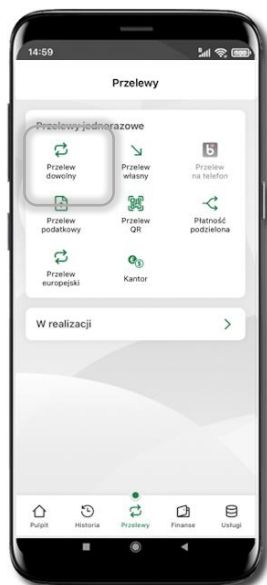 14:59
Przelewy
Przelewy jednorazowe
Przelew
dowolny
Przelew
własny
Przelew
na telefon
Przelew
podatkowy
Przelew
QR
Płatność
podzielona
Przelew
europejski
Kantor
W realizacji
Pulpit
Historia
Przelewy
Finanse
Usługi